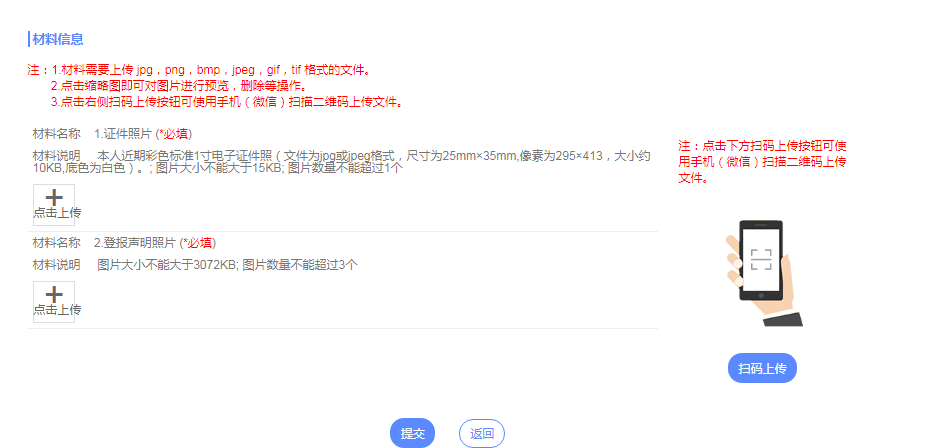 材料信息
注：1.材料需要上传 jpg，png，bmp，jpeg，gif，tif 格式的文件。
2.点击缩略图即可对图片进行预览，删除等操作。
3.点击右侧扫码上传按钮可使用手机（微信）扫描二维码上传文件。
材料名称 1.证件照片 (*必填)
材料说明 本人近期彩色标准1寸电子证件照（文件为jpg或jpeg格式，尺寸为25mm×35mm,像素为295×413，大小约
10KB,底色为白色）。; 图片大小不能大于15KB; 图片数量不能超过1个
点击上传
材料名称 2.登报声明照片 (*必填)
材料说明 图片大小不能大于3072KB; 图片数量不能超过3个
点击上传
注：点击下方扫码上传按钮可使
用手机（微信）扫描二维码上传
文件。
扫码上传
提交 返回